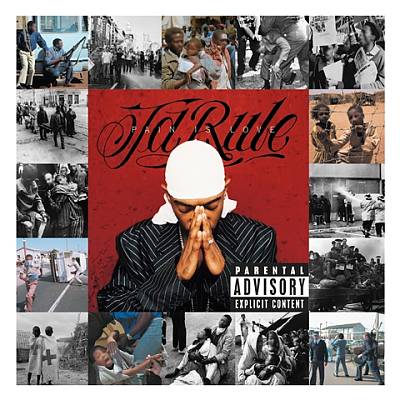 Ja Rule
PAIN IS LOVE
PARENTAL
ADVISORY
EXPLICIT CONTENT